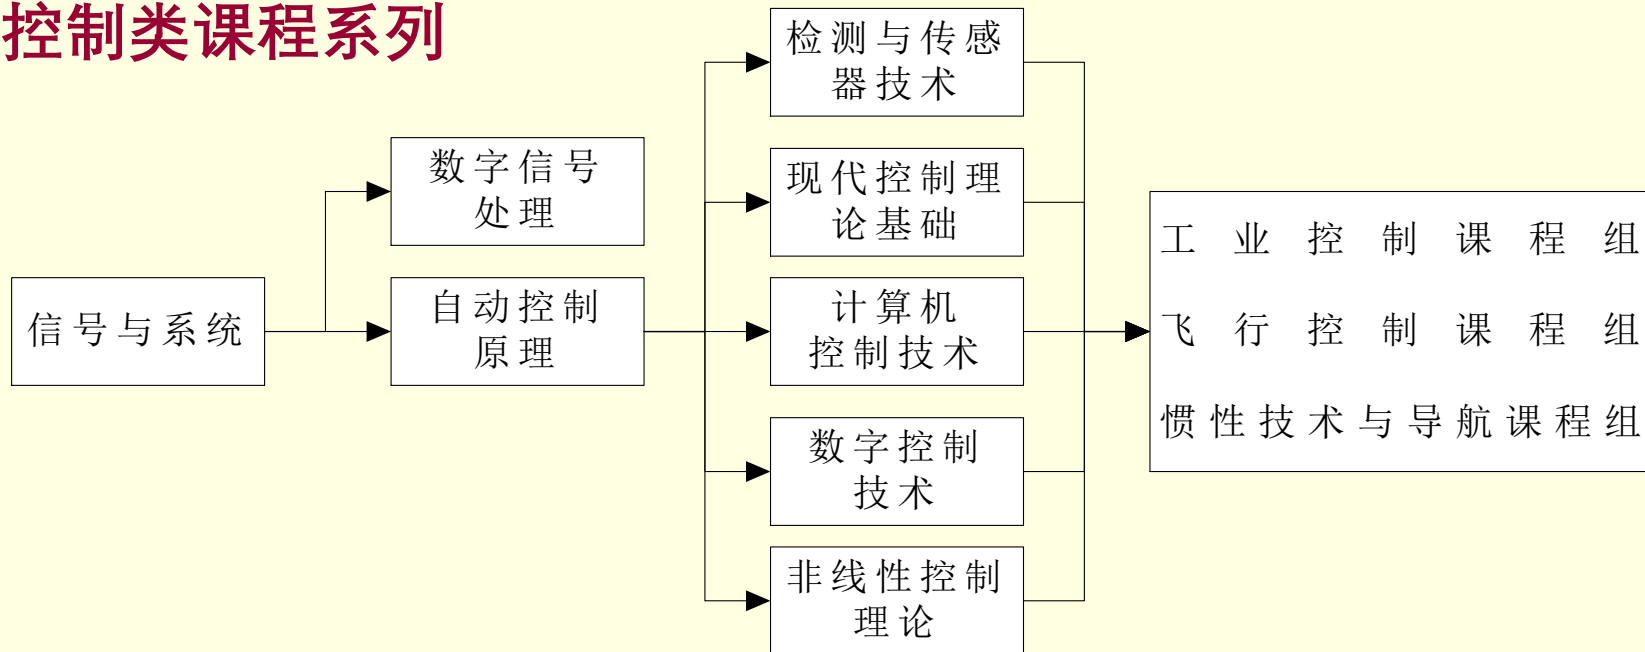 控制类课程系列
信号与系统
数字信号
处理
自动控制
原理
检测与传感
器技术
现代控制理
论基础
计算机
控制技术
数字控制
技术
非线性控制
理论
工业控制课程组
飞行控制课程组
惯性技术与导航课程组